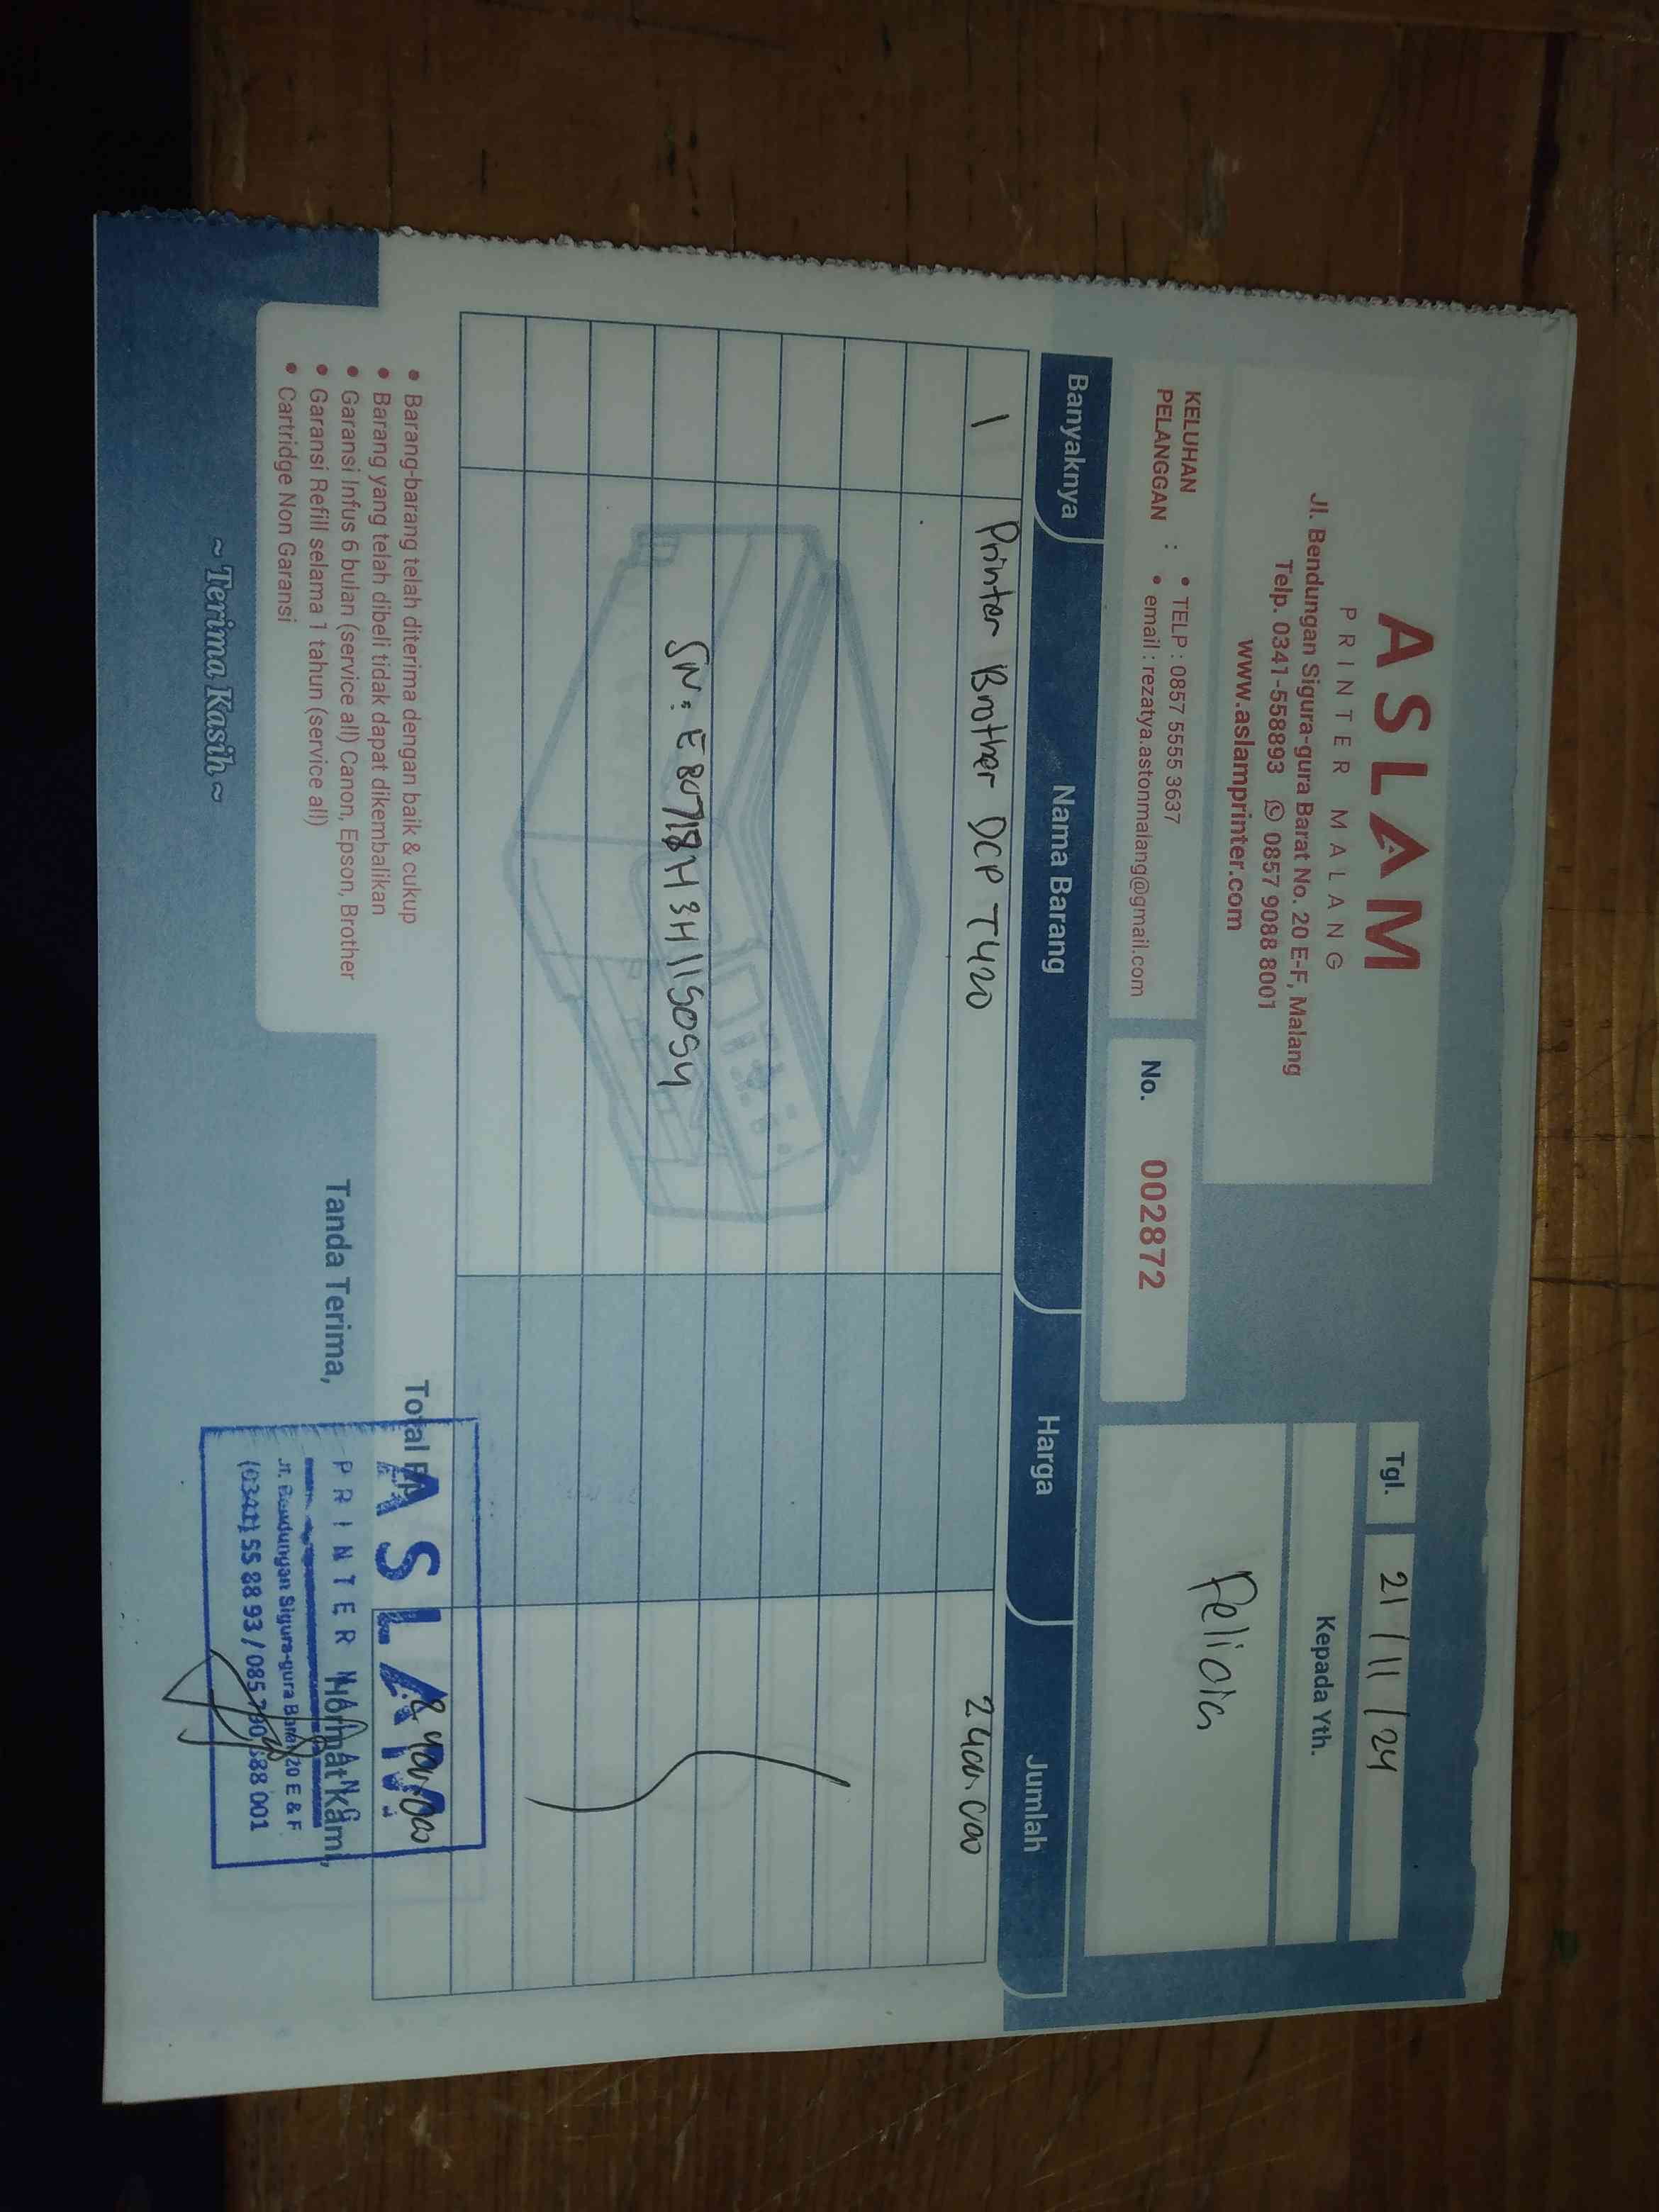 ASLAM
PRINTER MALANG
Jl. Bendungan Sigura-gura Barat No. 20 E-F, Malang
Telp. 0341-558893 0857 9088 8001
www.aslamprinter.com
KELUHAN PELANGGAN :
• TELP : 0857 5555 3637
• email : rezatya.astonmalang@gmail.com
No. 002872
Tgl. 21 / 11 / 24
Kepada Yth.
Banyaknya Nama Barang Harga Jumlah
1 Printer Brother DCP T420 2.400.000
SN :
Total
• Barang-barang telah diterima dengan baik & cukup
• Barang yang telah dibeli tidak dapat dikembalikan
• Garansi Infus 6 bulan (service all) Canon, Epson, Brother
• Garansi Refill selama 1 tahun (service all)
• Cartridge Non Garansi
~ Terima Kasih ~
Tanda Terima,
Hormat kami,
ASLAM
PRINTER MALANG
Jl. Bendungan Sigura-gura Barat 20 E & F
(0341) 55 88 93 / 085 790 888 001